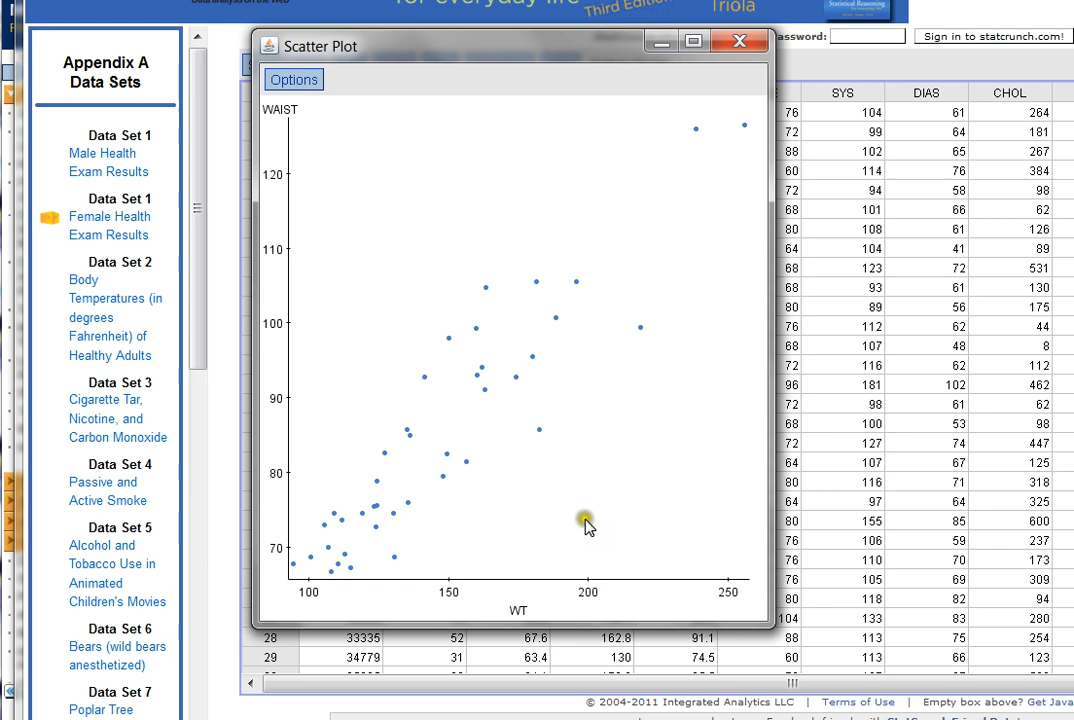 for everyday life
Third Edition
Triola
Statistical Reasoning
ssword:
Sign in to statcrunch.com!
Appendix A
Data Sets
Data Set 1
Male Health
Exam Results
Data Set 1
Female Health
Exam Results
Data Set 2
Body
Temperatures (in
degrees
Fahrenheit) of
Healthy Adults
Data Set 3
Cigarette Tar,
Nicotine, and
Carbon Monoxide
Data Set 4
Passive and
Active Smoke
Data Set 5
Alcohol and
Tobacco Use in
Animated
Children's Movies
Data Set 6
Bears (wild bears
anesthetized)
Data Set 7
Poplar Tree
Scatter Plot
Options
WAIST
120
110
100
90
80
70
100 150 200 250
WT
SYS DIAS CHOL
76 104 61 264
72 99 64 181
88 102 65 267
60 114 76 384
72 94 58 98
68 101 66 62
80 108 61 126
64 104 41 89
68 123 72 531
68 93 61 130
80 89 56 175
76 112 62 44
68 107 48 8
72 116 62 112
96 181 102 462
72 98 61 62
68 100 53 98
72 127 74 447
64 107 67 125
80 116 71 318
64 97 64 325
80 155 85 600
76 106 59 237
76 110 70 173
76 105 69 309
80 118 82 94
104 133 83 280
28 33335 52 67.6 162.8 91.1 88 113 75 254
29 34779 31 63.4 130 74.5 60 113 66 123
© 2004-2011 Integrated Analytics LLC | Terms of Use | Empty box above? Get Java